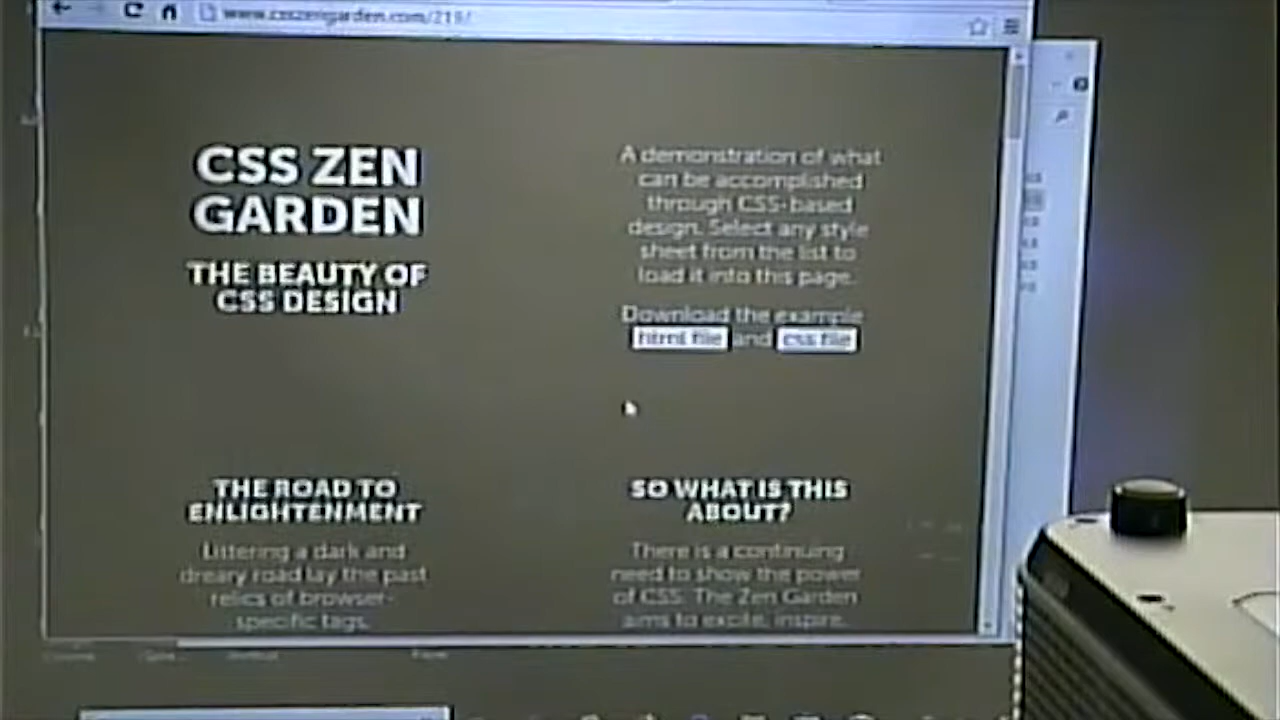 www.csszengarden.com/219/
CSS ZEN
GARDEN
THE BEAUTY OF
CSS DESIGN
A demonstration of what
can be accomplished
through CSS-based
design. Select any style
sheet from the list to
load it into this page.
Download the example
html file and css file
THE ROAD TO
ENLIGHTENMENT
Littering a dark and
dreary road lay the past
relics of browser-
specific tags,
SO WHAT IS THIS
ABOUT?
There is a continuing
need to show the power
of CSS. The Zen Garden
aims to excite, inspire,